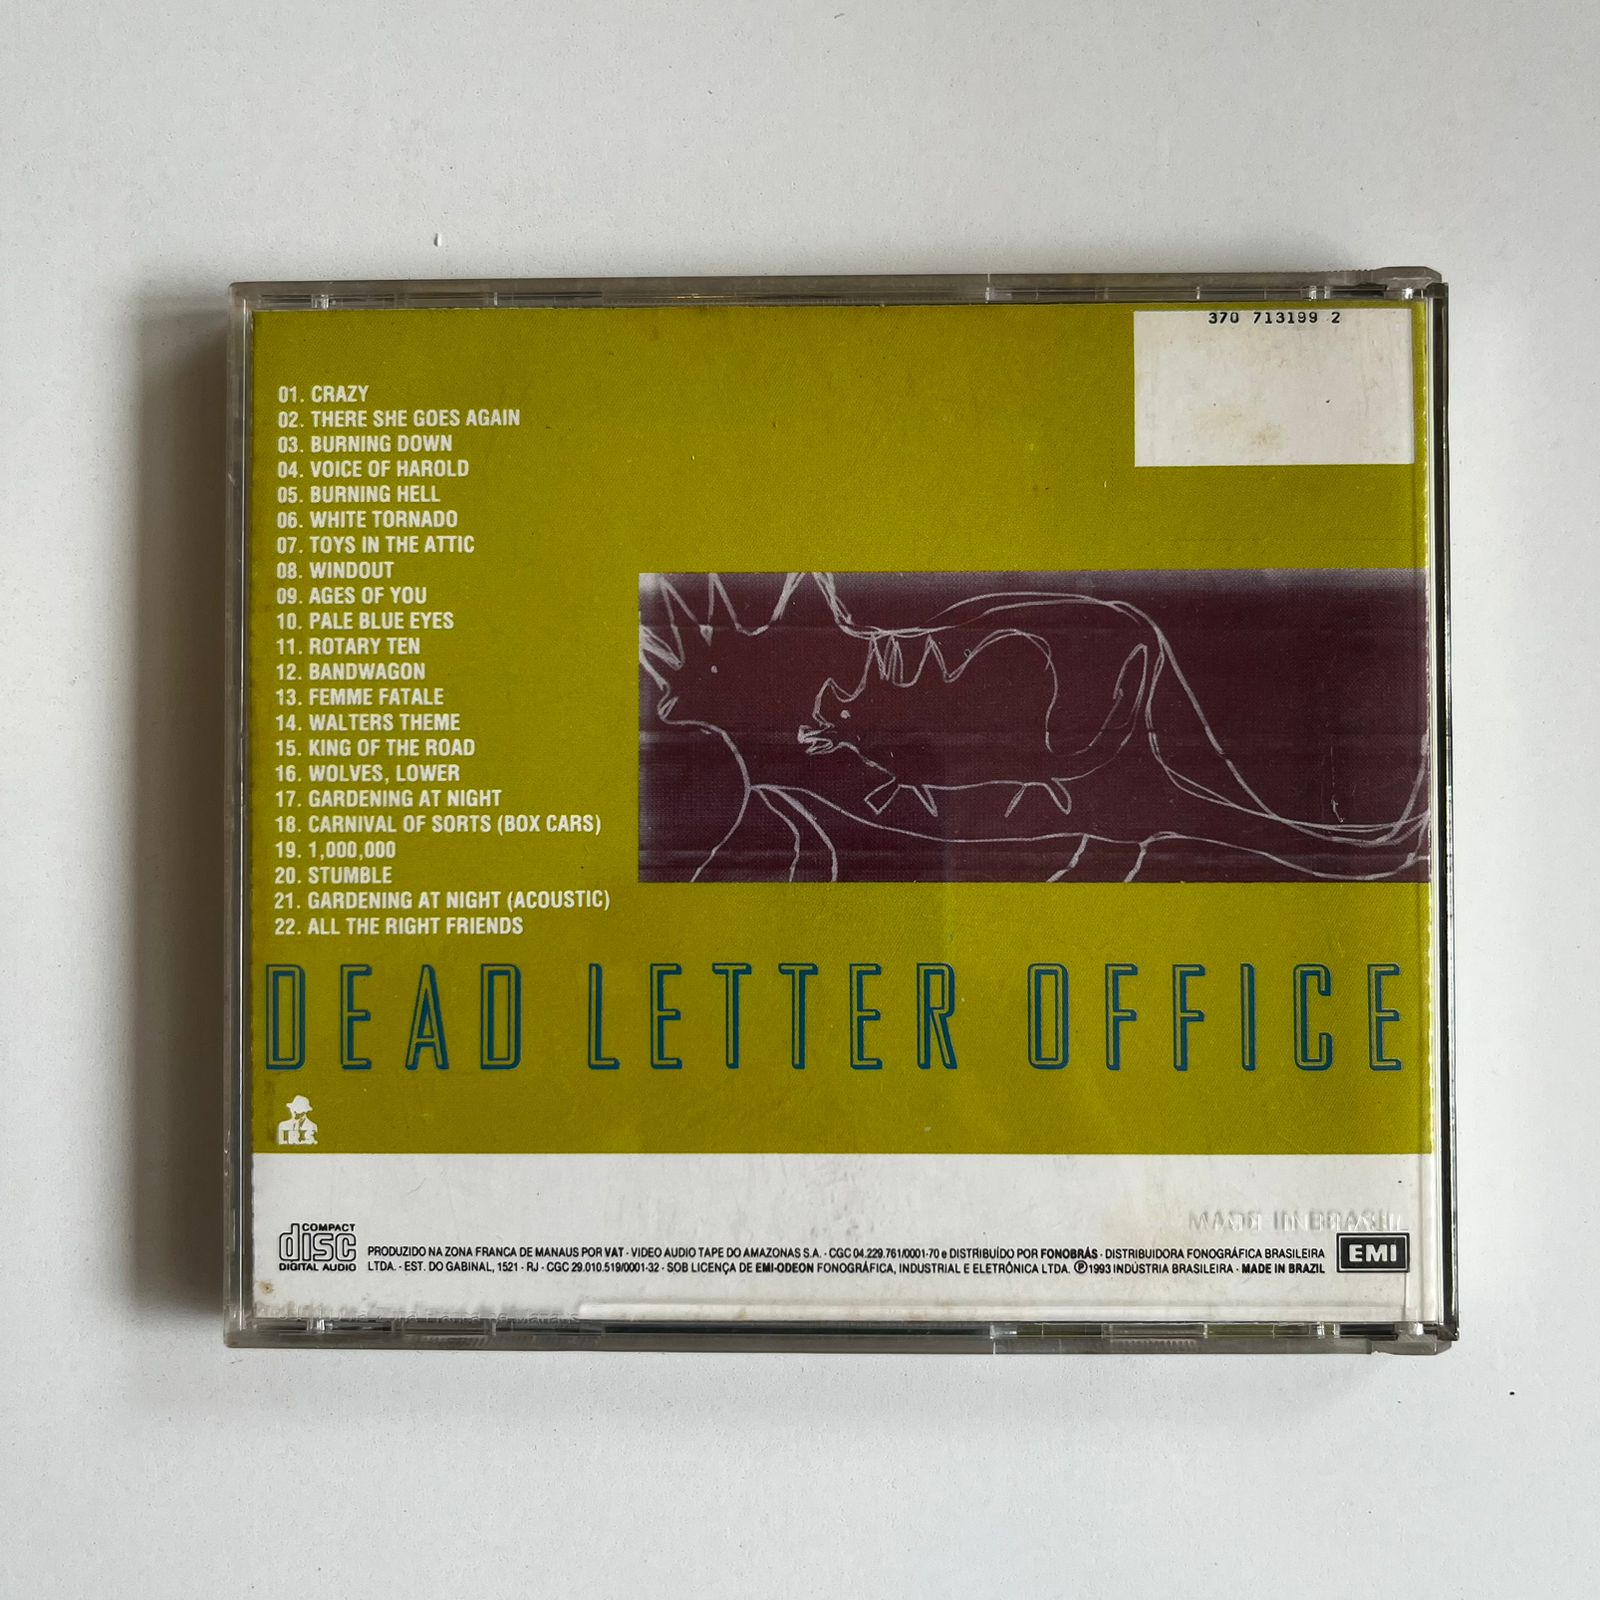 370 713199 2
01. CRAZY
02. THERE SHE GOES AGAIN
03. BURNING DOWN
04. VOICE OF HAROLD
05. BURNING HELL
06. WHITE TORNADO
07. TOYS IN THE ATTIC
08. WINDOUT
09. AGES OF YOU
10. PALE BLUE EYES
11. ROTARY TEN
12. BANDWAGON
13. FEMME FATALE
14. WALTERS THEME
15. KING OF THE ROAD
16. WOLVES, LOWER
17. GARDENING AT NIGHT
18. CARNIVAL OF SORTS (BOX CARS)
19. 1,000,000
20. STUMBLE
21. GARDENING AT NIGHT (ACOUSTIC)
22. ALL THE RIGHT FRIENDS
DEAD LETTER OFFICE
I.R.S.
MADE IN BRASIL
COMPACT
disc
DIGITAL AUDIO
PRODUZIDO NA ZONA FRANCA DE MANAUS POR VAT - VIDEO AUDIO TAPE DO AMAZONAS S.A. - CGC 04.229.761/0001-70 e DISTRIBUÍDO POR FONOBRÁS - DISTRIBUIDORA FONOGRÁFICA BRASILEIRA
LTDA. - EST. DO GABINAL, 1521 - RJ - CGC 29.010.519/0001-32 - SOB LICENÇA DE EMI-ODEON FONOGRÁFICA, INDUSTRIAL E ELETRÔNICA LTDA. ℗1993 INDÚSTRIA BRASILEIRA - MADE IN BRAZIL
EMI
na Zona Franca de Manaus